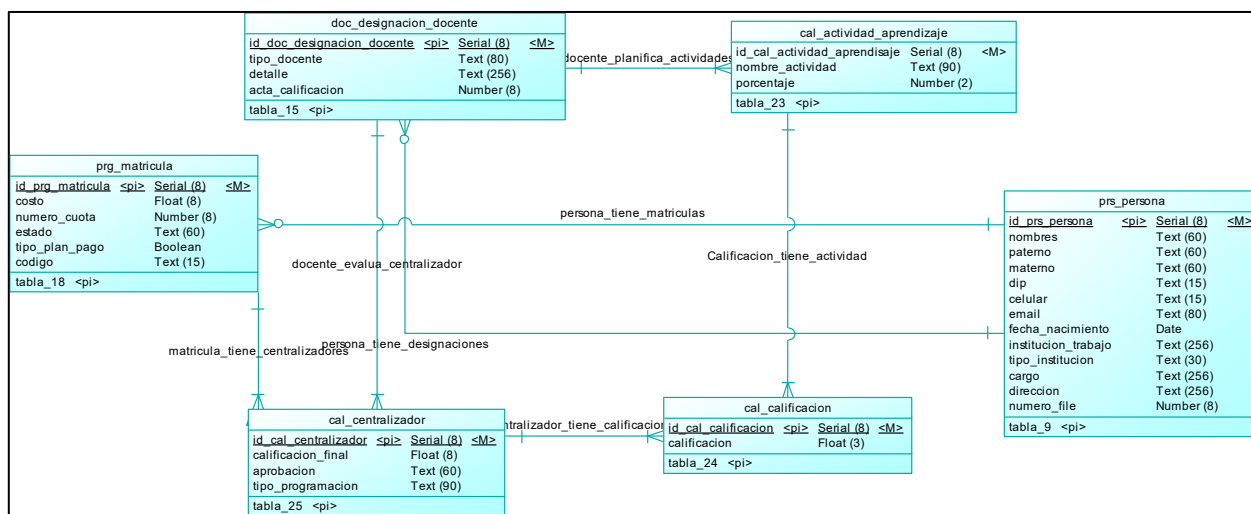 doc_designacion_docente
id_doc_designacion_docente <pi> Serial (8) <M>
tipo_docente Text (80)
detalle Text (256)
acta_calificacion Number (8)
tabla_15 <pi>
docente_planifica_actividades
cal_actividad_aprendizaje
id_cal_actividad_aprendisaje Serial (8) <M>
nombre_actividad Text (90)
porcentaje Number (2)
tabla_23 <pi>
prg_matricula
id_prg_matricula <pi> Serial (8) <M>
costo Float (8)
numero_cuota Number (8)
estado Text (60)
tipo_plan_pago Boolean
codigo Text (15)
tabla_18 <pi>
persona_tiene_matriculas
docente_evalua_centralizador
Calificacion_tiene_actividad
prs_persona
id_prs_persona <pi> Serial (8) <M>
nombres Text (60)
paterno Text (60)
materno Text (60)
dip Text (15)
celular Text (15)
email Text (80)
fecha_nacimiento Date
institucion_trabajo Text (256)
tipo_institucion Text (30)
cargo Text (256)
direccion Text (256)
numero_file Number (8)
tabla_9 <pi>
matricula_tiene_centralizadores
persona_tiene_designaciones
cal_centralizador
id_cal_centralizador <pi> Serial (8) <M>
calificacion_final Float (8)
aprobacion Text (60)
tipo_programacion Text (90)
tabla_25 <pi>
ntralizador_tiene_calificacion
cal_calificacion
id_cal_calificacion <pi> Serial (8) <M>
calificacion Float (3)
tabla_24 <pi>